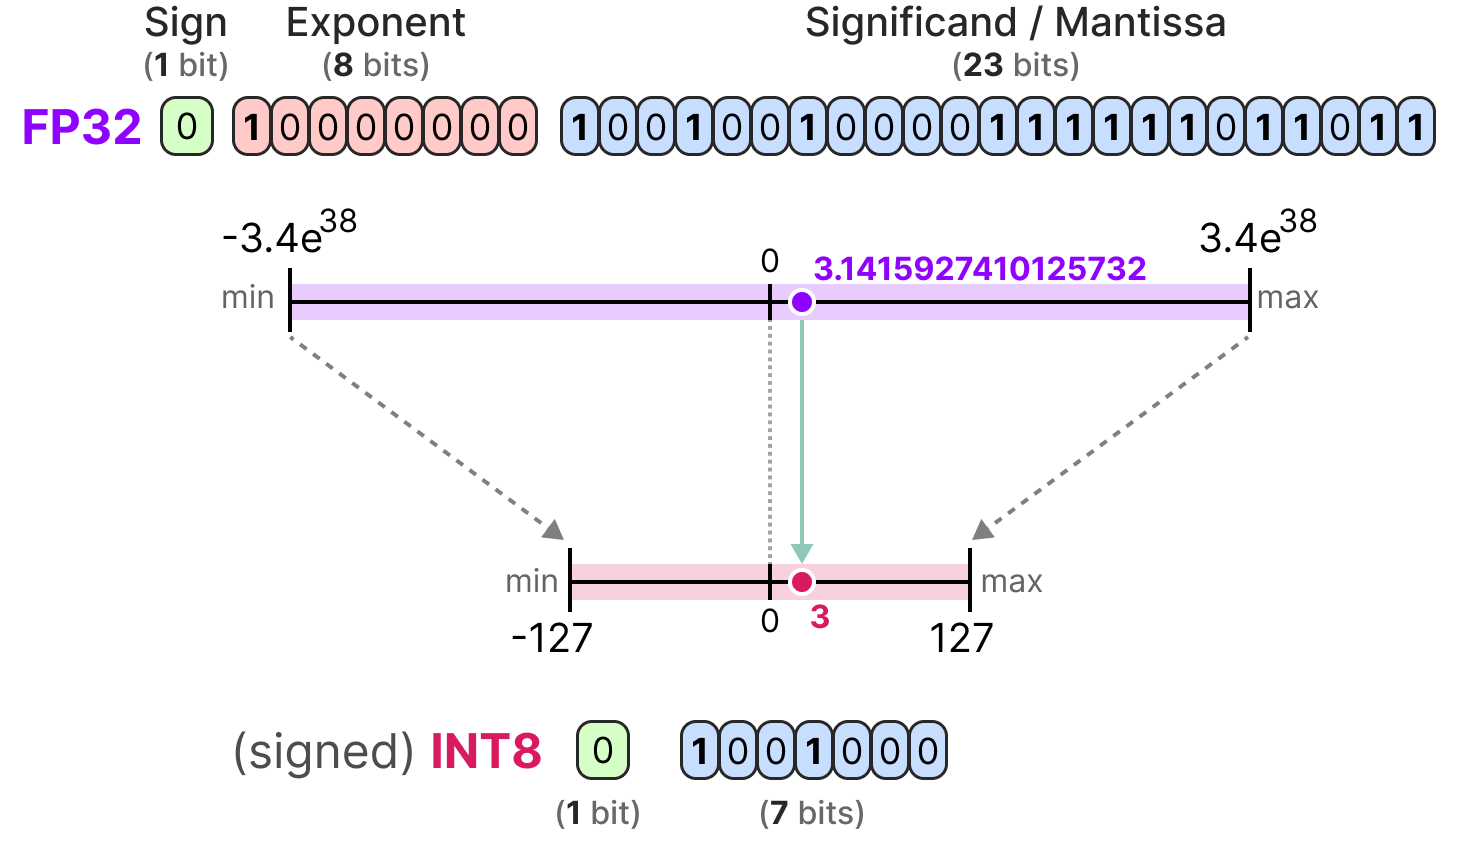 Sign Exponent Significand / Mantissa
(1 bit) (8 bits) (23 bits)
FP32 0 10000000 10010010000111111011011
-3.4e38 3.4e38
0 3.1415927410125732
min max
min max
0 3
-127 127
(signed) INT8 0 1001000
(1 bit) (7 bits)